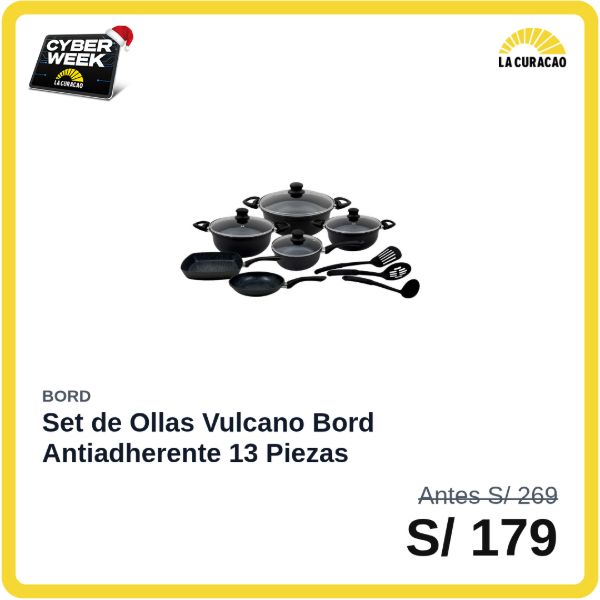 CYBER
WEEK
LA CURACAO
LA CURACAO
BORD
Set de Ollas Vulcano Bord
Antiadherente 13 Piezas
Antes S/ 269
S/ 179